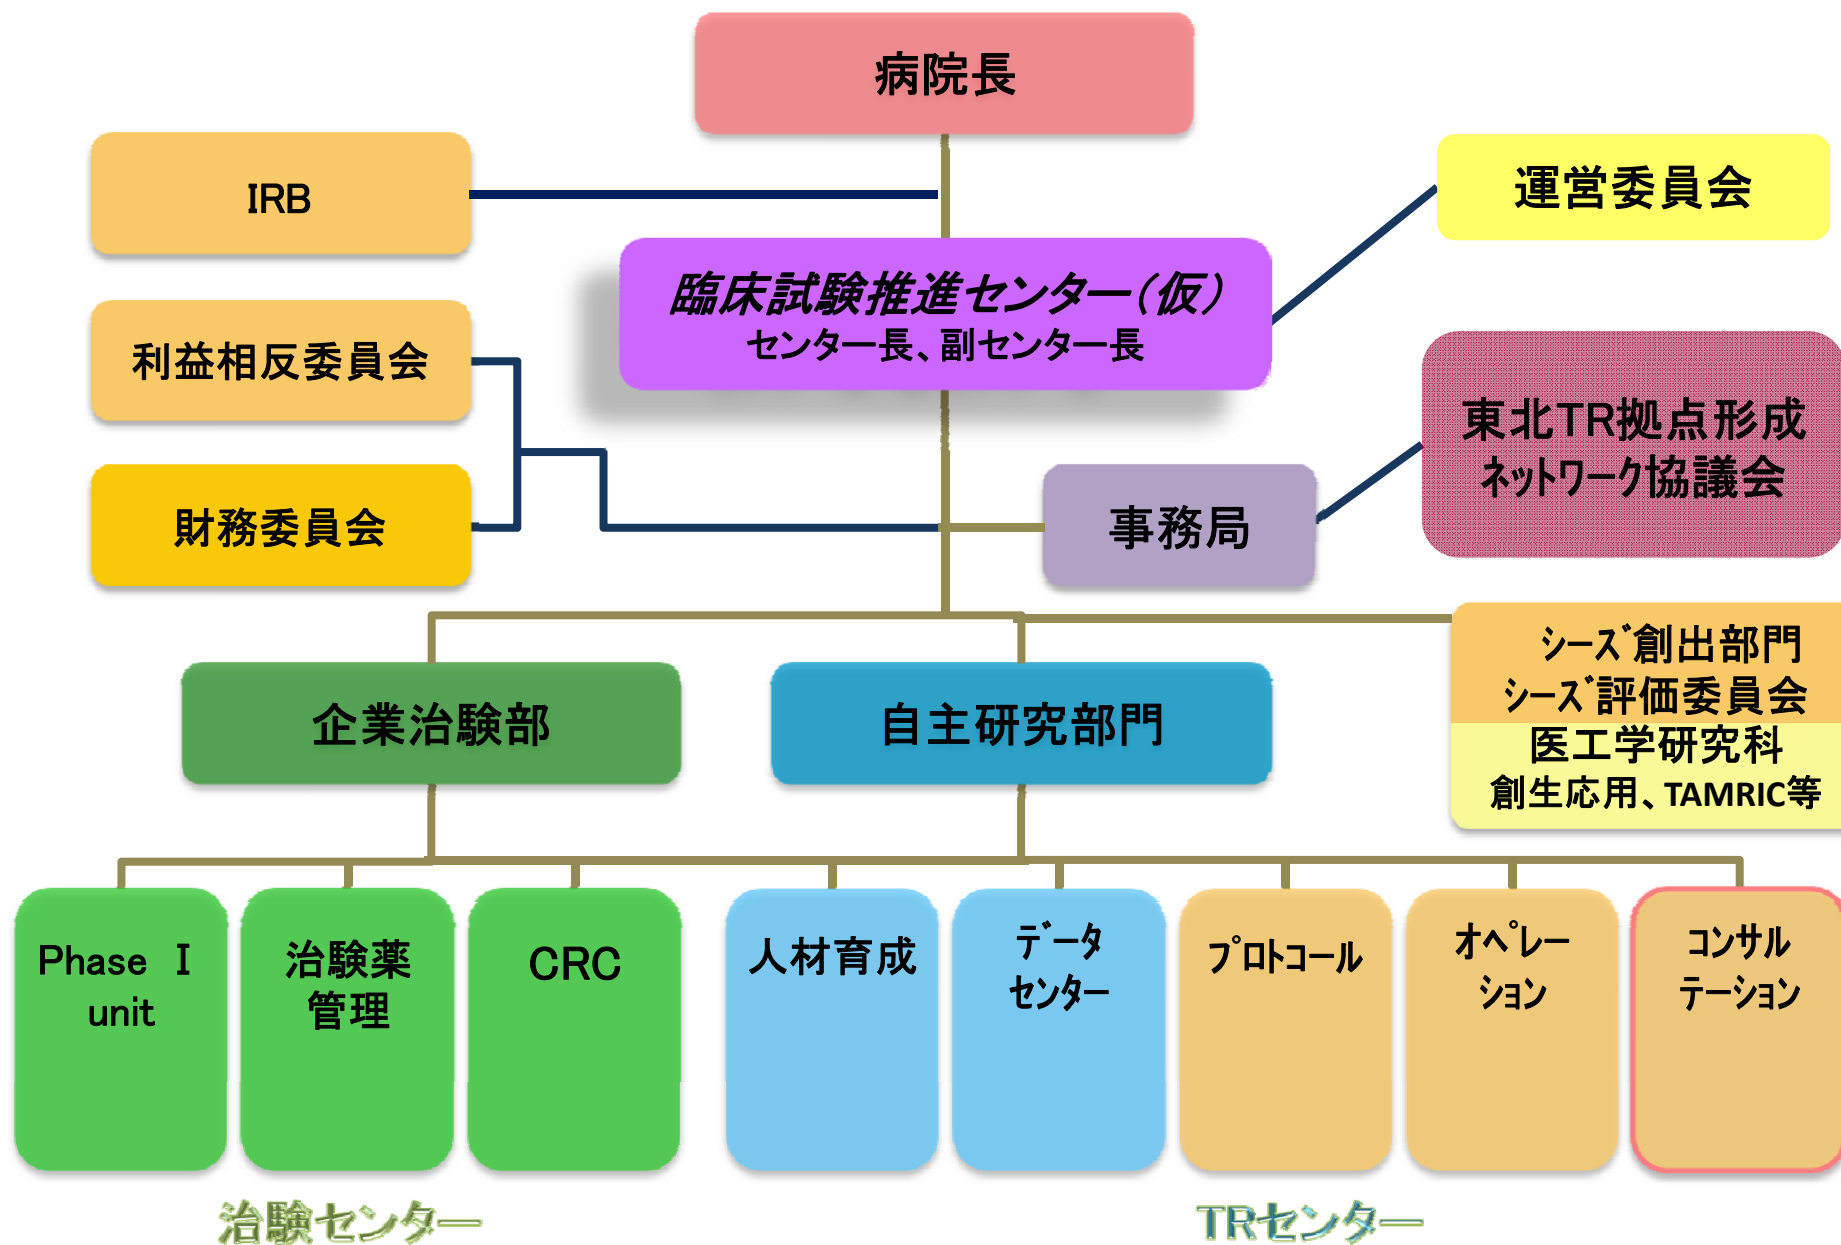 病院長
IRB
運営委員会
臨床試験推進センター（仮）
センター長、副センター長
利益相反委員会
東北TR拠点形成
ﾈｯﾄﾜｰｸ協議会
財務委員会
事務局
ｼｰｽﾞ創出部門
ｼｰｽﾞ評価委員会
医工学研究科
創生応用、TAMRIC等
企業治験部
自主研究部門
Phase Ⅰ
unit
治験薬
管理
CRC
人材育成
ﾃﾞｰﾀ
ｾﾝﾀｰ
ﾌﾟﾛﾄｺｰﾙ
ｵﾍﾟﾚｰ
ｼｮﾝ
ｺﾝｻﾙ
ﾃｰｼｮﾝ
治験センター
TRセンター